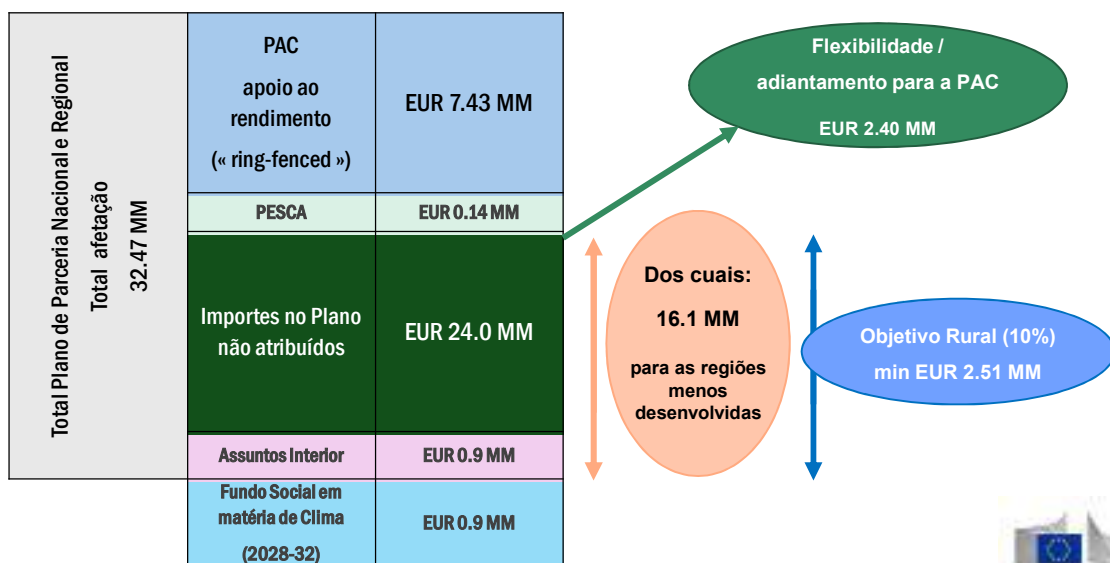 Total Plano de Parceria Nacional e Regional
Total afetação
32.47 MM
PAC
apoio ao
rendimento
(« ring-fenced »)
EUR 7.43 MM
PESCA
EUR 0.14 MM
Importes no Plano
não atribuídos
EUR 24.0 MM
Assuntos Interior
EUR 0.9 MM
Fundo Social em
matéria de Clima
(2028-32)
EUR 0.9 MM
Flexibilidade /
adiantamento para a PAC
EUR 2.40 MM
Dos cuais:
16.1 MM
para as regiões
menos
desenvolvidas
Objetivo Rural (10%)
min EUR 2.51 MM